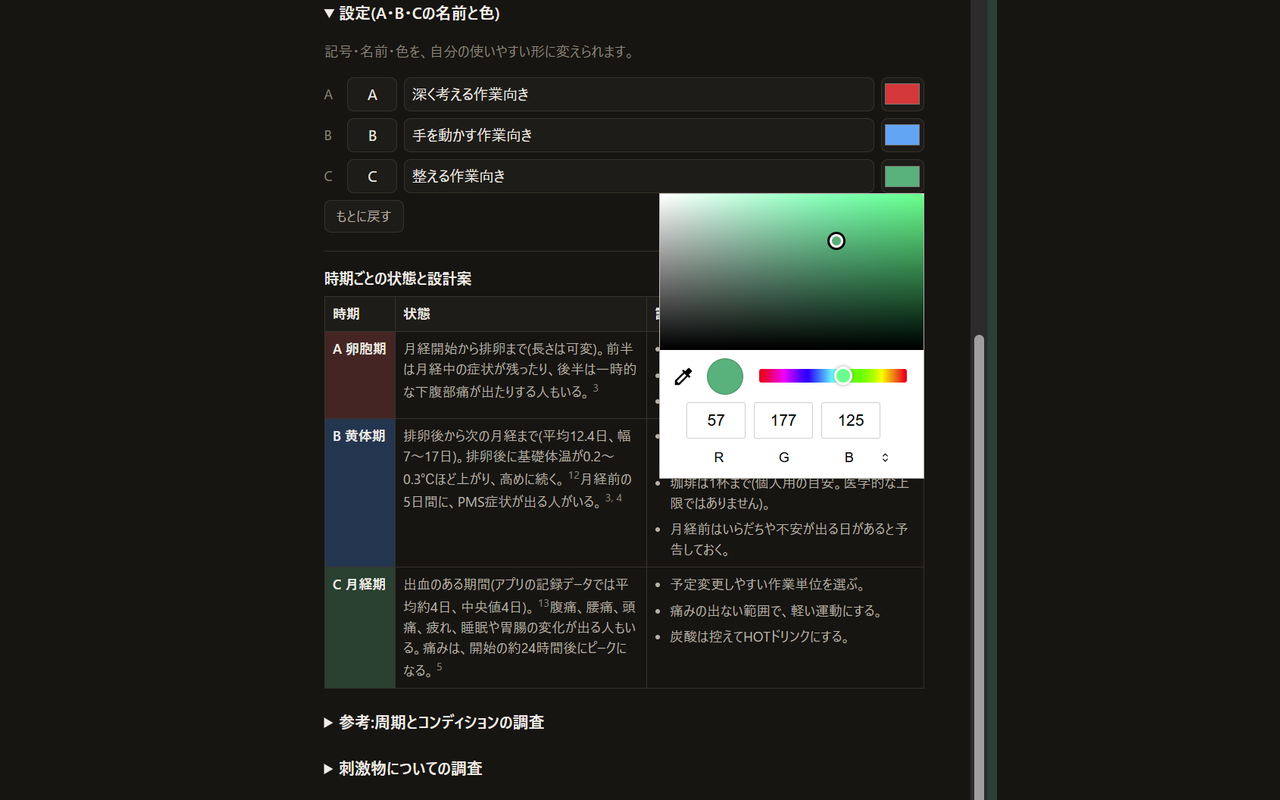 ▼ 設定(A・B・Cの名前と色)
記号・名前・色を、自分の使いやすい形に変えられます。
A A 深く考える作業向き
B B 手を動かす作業向き
C C 整える作業向き
もとに戻す
57 177 125
R G B
時期ごとの状態と設計案
時期 状態
A 卵胞期
月経開始から排卵まで(長さは可変)。前半
は月経中の症状が残ったり、後半は一時的
な下腹部痛が出たりする人もいる。 3
B 黄体期
排卵後から次の月経まで(平均12.4日、幅
7〜17日)。排卵後に基礎体温が0.2〜
0.3℃ほど上がり、高めに続く。 12月経前の
5日間に、PMS症状が出る人がいる。 3, 4
• 珈琲は1杯まで(個人用の目安。医学的な上
限ではありません)。
• 月経前はいらだちや不安が出る日があると予
告しておく。
C 月経期
出血のある期間(アプリの記録データでは平
均約4日、中央値4日)。 13腹痛、腰痛、頭
痛、疲れ、睡眠や胃腸の変化が出る人もい
る。痛みは、開始の約24時間後にピークに
なる。 5
• 予定変更しやすい作業単位を選ぶ。
• 痛みの出ない範囲で、軽い運動にする。
• 炭酸は控えてHOTドリンクにする。
▶ 参考:周期とコンディションの調査
▶ 刺激物についての調査